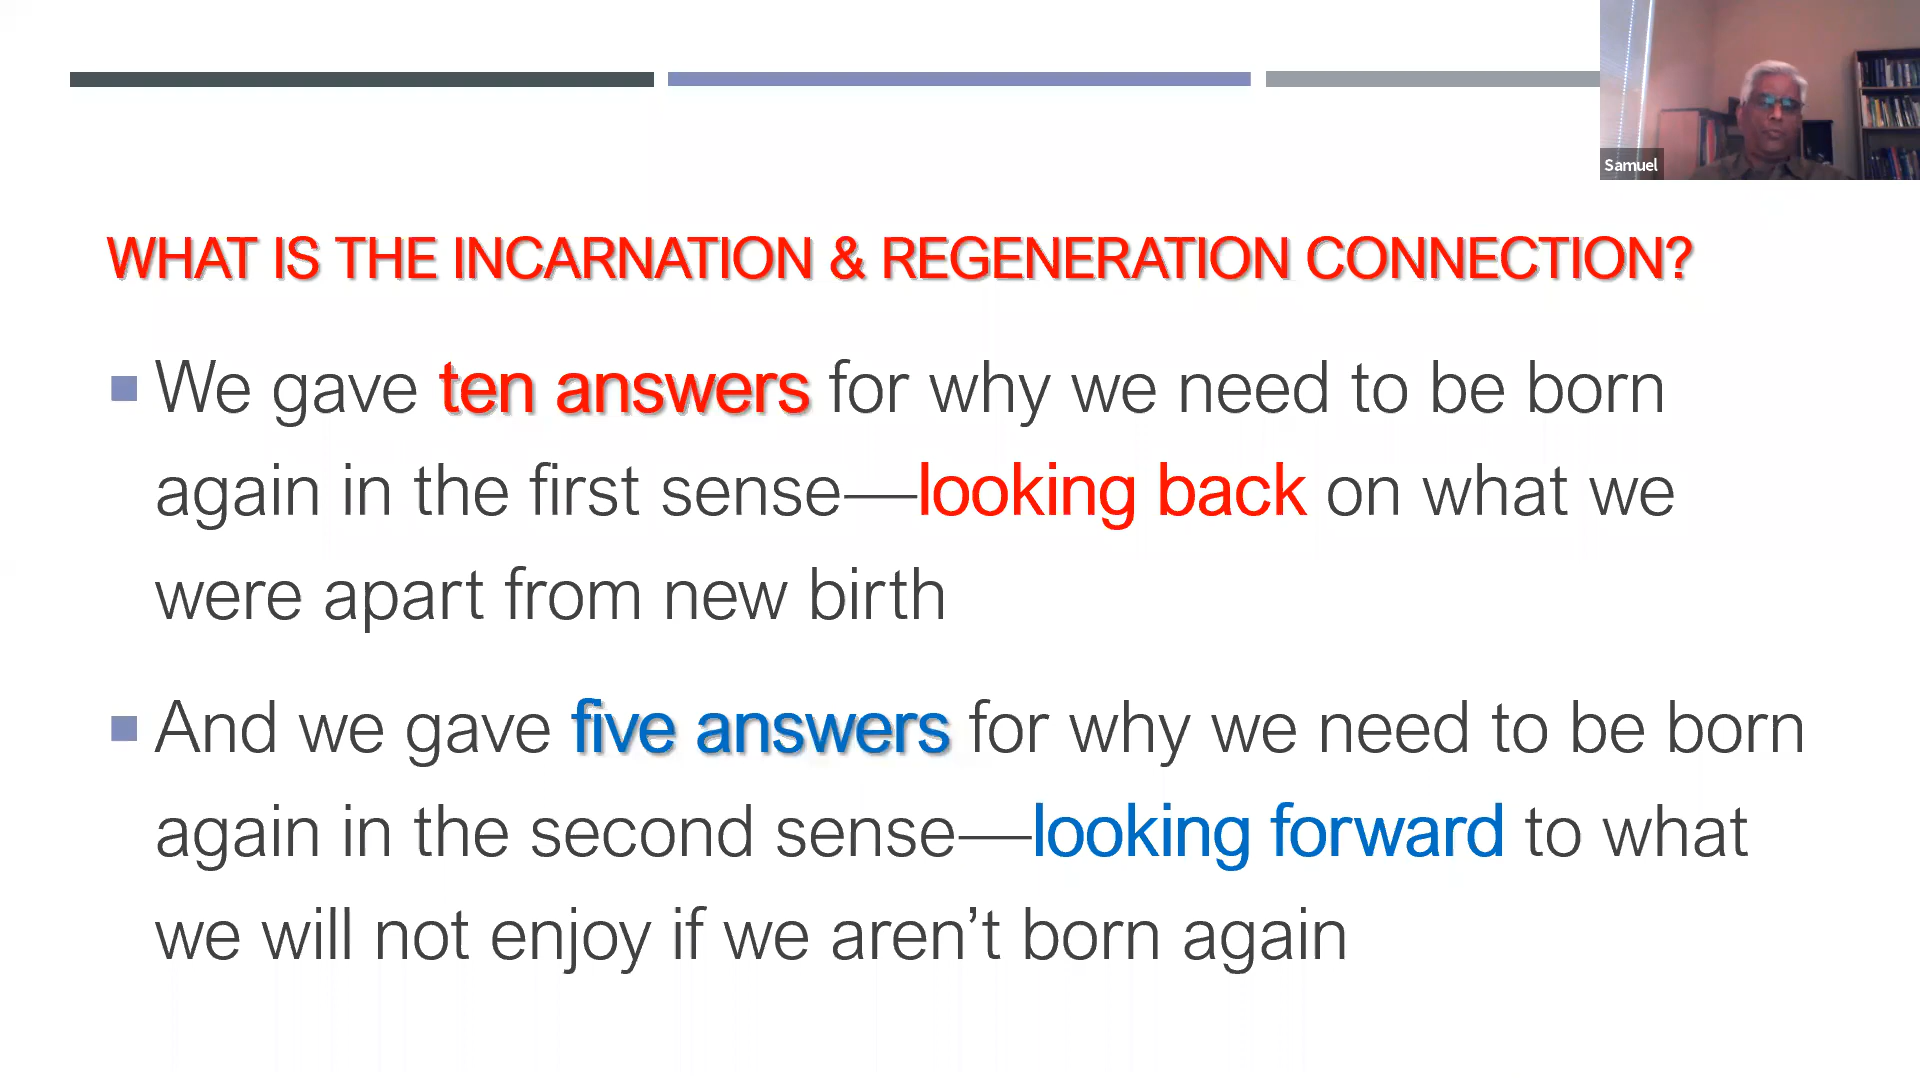 Samuel
WHAT IS THE INCARNATION & REGENERATION CONNECTION?
We gave ten answers for why we need to be born
again in the first sense—looking back on what we
were apart from new birth
And we gave five answers for why we need to be born
again in the second sense—looking forward to what
we will not enjoy if we aren’t born again